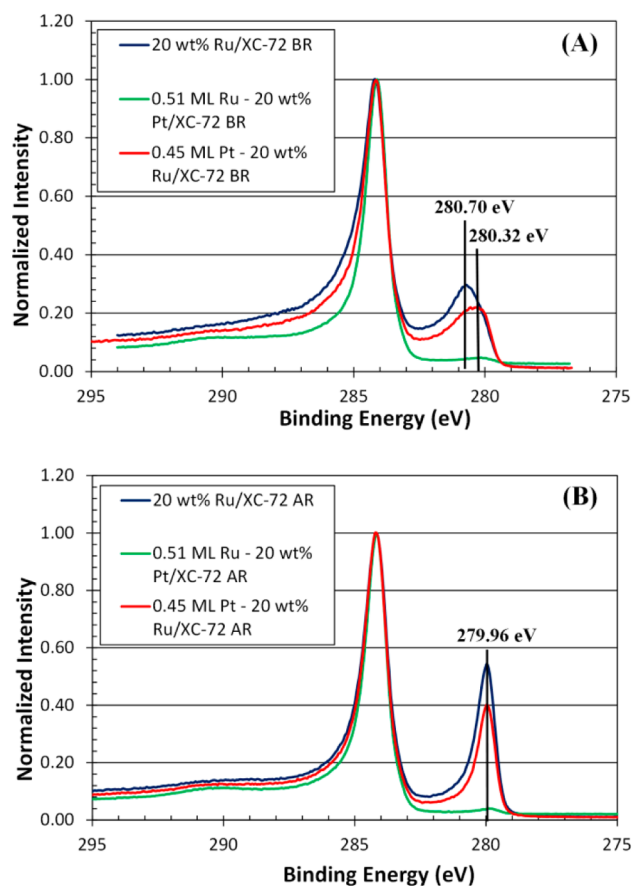 1.20
(A)
20 wt% Ru/XC-72 BR
1.00
0.51 ML Ru - 20 wt%
Pt/XC-72 BR
0.80
0.45 ML Pt - 20 wt%
Ru/XC-72 BR
0.60
280.70 eV
280.32 eV
0.40
0.20
0.00
Normalized Intensity
295 290 285 280 275
Binding Energy (eV)
1.20
(B)
20 wt% Ru/XC-72 AR
1.00
0.51 ML Ru - 20 wt%
Pt/XC-72 AR
0.80
0.45 ML Pt - 20 wt%
Ru/XC-72 AR
279.96 eV
0.60
0.40
0.20
0.00
Normalized Intensity
295 290 285 280 275
Binding Energy (eV)